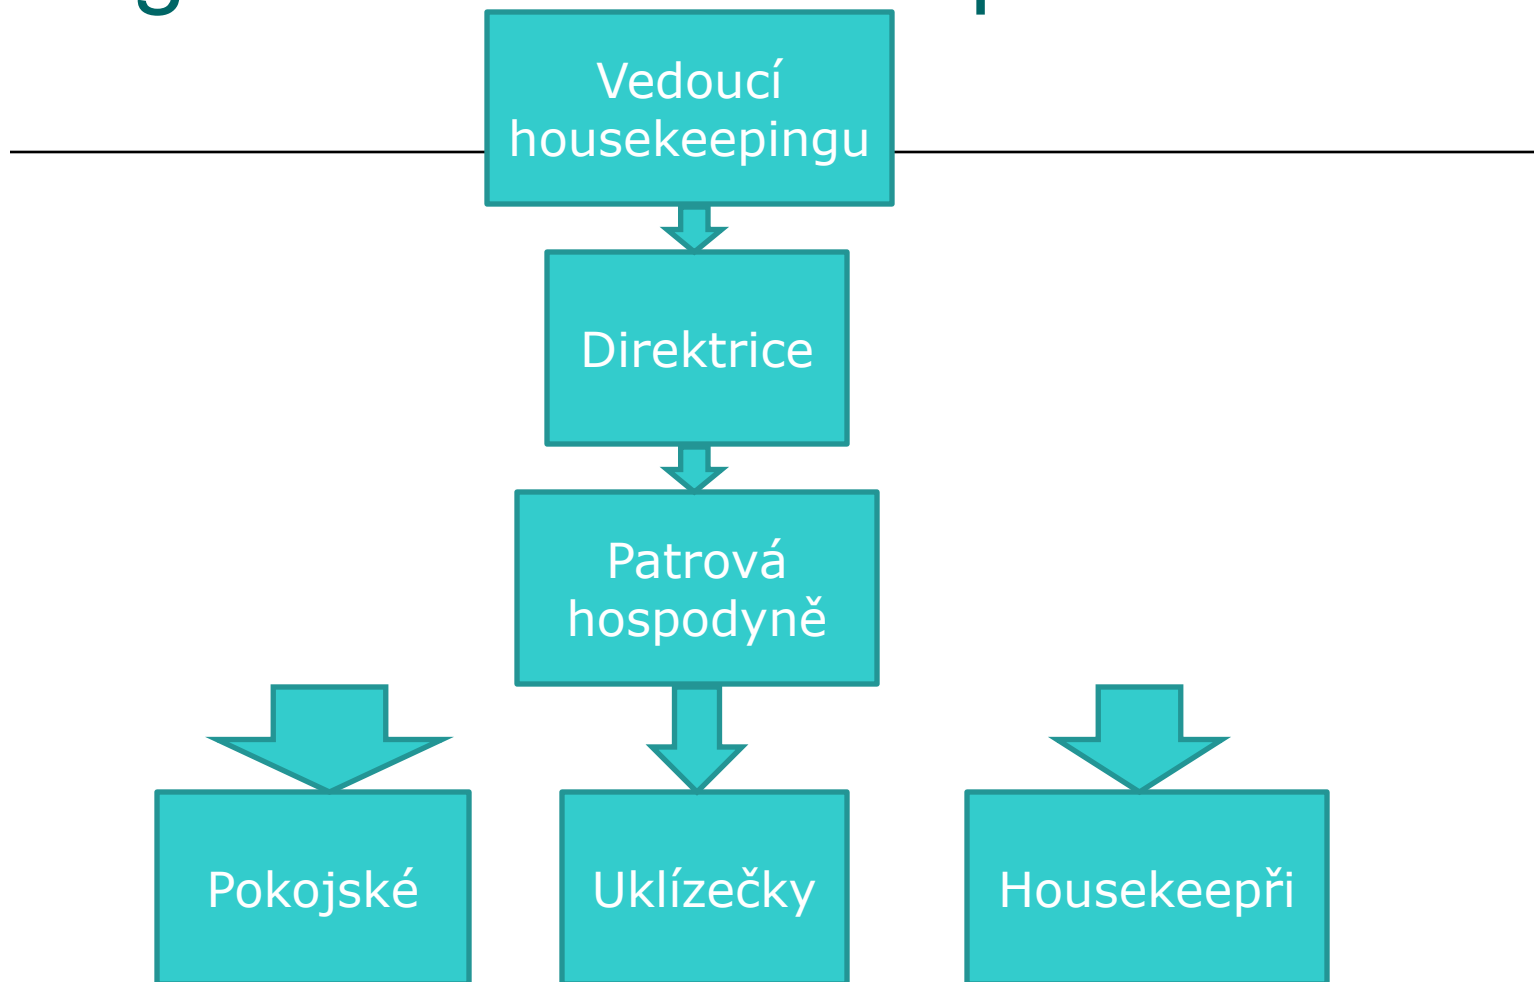 Vedoucí
housekeepingu
Direktrice
Patrová
hospodyně
Pokojské
Uklízečky
Housekeepři